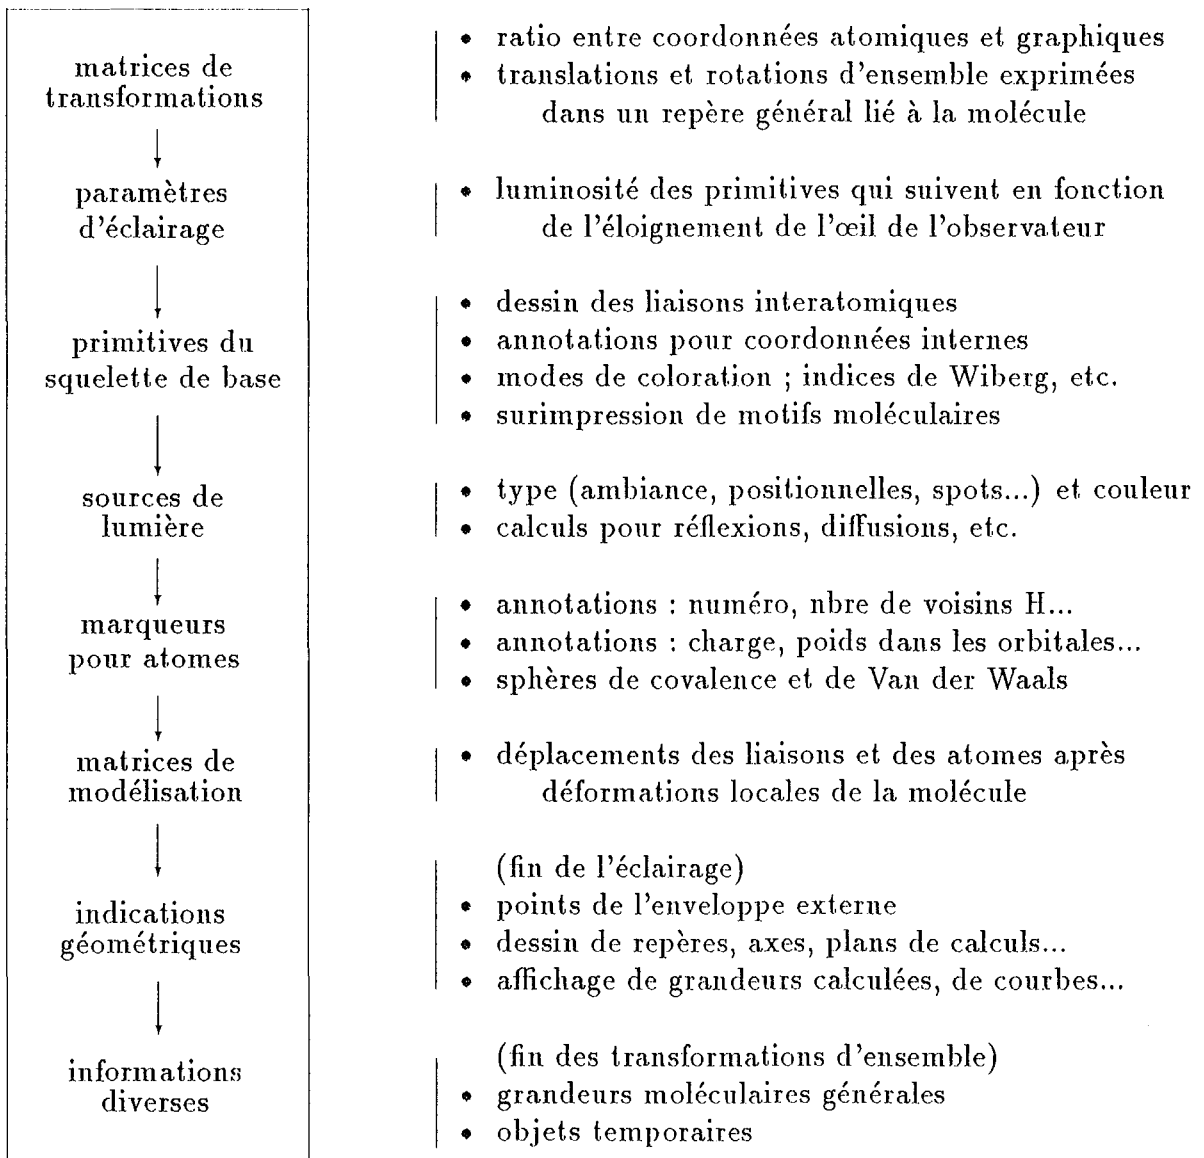 matrices de
transformations
• ratio entre coordonnées atomiques et graphiques
• translations et rotations d'ensemble exprimées
dans un repère général lié à la molécule
paramètres
d'éclairage
• luminosité des primitives qui suivent en fonction
de l'éloignement de l'œil de l'observateur
primitives du
squelette de base
• dessin des liaisons interatomiques
• annotations pour coordonnées internes
• modes de coloration ; indices de Wiberg, etc.
• surimpression de motifs moléculaires
sources de
lumière
• type (ambiance, positionnelles, spots...) et couleur
• calculs pour réflexions, diffusions, etc.
marqueurs
pour atomes
• annotations : numéro, nbre de voisins H...
• annotations : charge, poids dans les orbitales...
• sphères de covalence et de Van der Waals
matrices de
modélisation
• déplacements des liaisons et des atomes après
déformations locales de la molécule
indications
géométriques
(fin de l'éclairage)
• points de l'enveloppe externe
• dessin de repères, axes, plans de calculs...
• affichage de grandeurs calculées, de courbes...
informations
diverses
(fin des transformations d'ensemble)
• grandeurs moléculaires générales
• objets temporaires